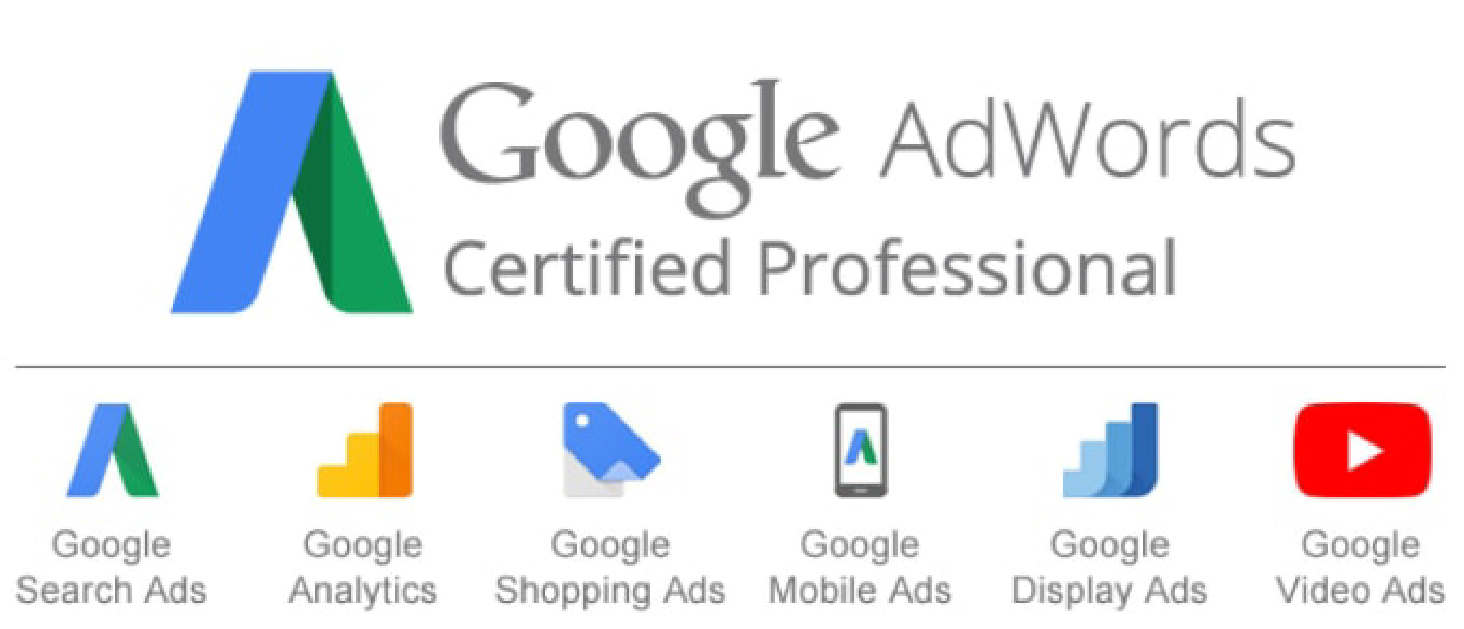 Google AdWords
Certified Professional
Google
Search Ads
Google
Analytics
Google
Shopping Ads
Google
Mobile Ads
Google
Display Ads
Google
Video Ads